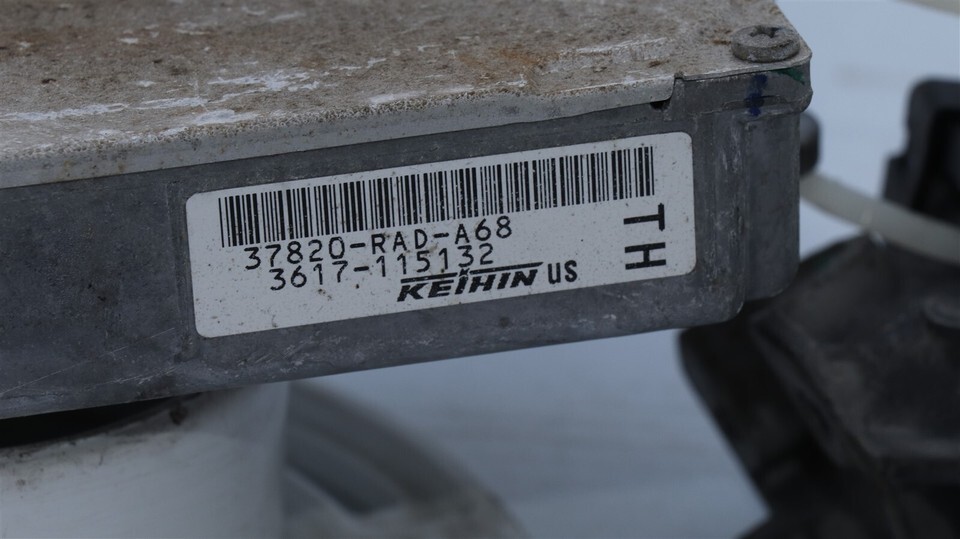 37820-RAD-A68
3617-115132
KEIHIN US
TH